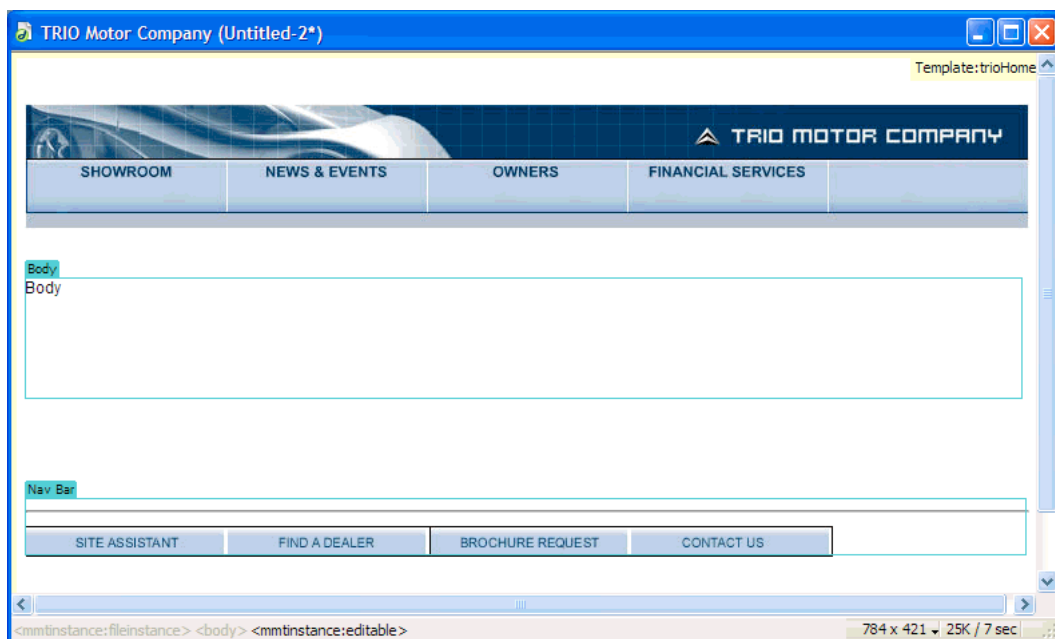 TRIO Motor Company (Untitled-2*)
Template:trioHome
TRIO MOTOR COMPANY
SHOWROOM NEWS & EVENTS OWNERS FINANCIAL SERVICES
Body
Body
Nav Bar
SITE ASSISTANT FIND A DEALER BROCHURE REQUEST CONTACT US
<mmtinstance:fileinstance> <body> <mmtinstance:editable> 784 x 421 25K / 7 sec